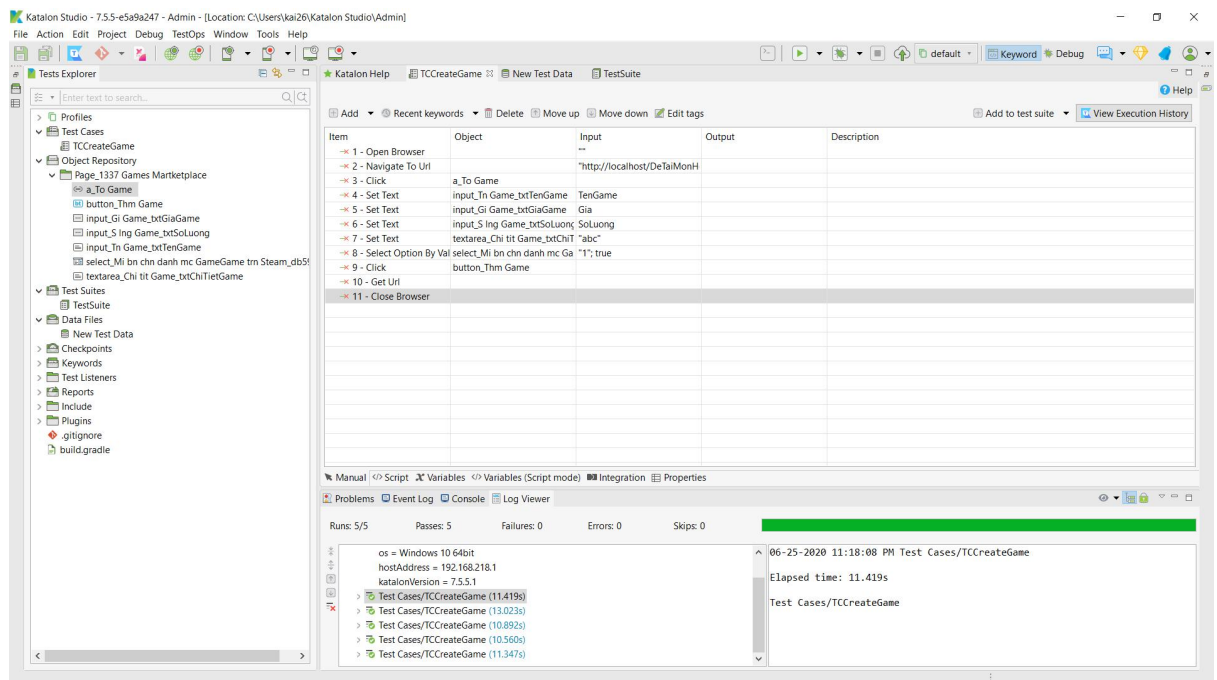 Katalon Studio - 7.5.5-e5a9a247 - Admin - [Location: C:\Users\kai26\Katalon Studio\Admin]
File Action Edit Project Debug TestOps Window Tools Help
default Keyword Debug
Tests Explorer
Enter text to search...
Profiles
Test Cases
TCCreateGame
Object Repository
Page_1337 Games Martketplace
a_To Game
button_Thm Game
input_Gi Game_txtGiaGame
input_S lng Game_txtSoLuong
input_Tn Game_txtTenGame
select_Mi bn chn danh mc GameGame trn Steam_db59
textarea_Chi tit Game_txtChiTietGame
Test Suites
TestSuite
Data Files
New Test Data
Checkpoints
Keywords
Test Listeners
Reports
Include
Plugins
.gitignore
build.gradle
Katalon Help TCCreateGame New Test Data TestSuite
Help
Add Recent keywords Delete Move up Move down Edit tags Add to test suite View Execution History
Item Object Input Output Description
1 - Open Browser ""
2 - Navigate To Url "http://localhost/DeTaiMonH
3 - Click a_To Game
4 - Set Text input_Tn Game_txtTenGame TenGame
5 - Set Text input_Gi Game_txtGiaGame Gia
6 - Set Text input_S lng Game_txtSoLuong SoLuong
7 - Set Text textarea_Chi tit Game_txtChiT "abc"
8 - Select Option By Val select_Mi bn chn danh mc Ga "1"; true
9 - Click button_Thm Game
10 - Get Url
11 - Close Browser
Manual Script Variables Variables (Script mode) Integration Properties
Problems Event Log Console Log Viewer
Runs: 5/5 Passes: 5 Failures: 0 Errors: 0 Skips: 0
os = Windows 10 64bit
hostAddress = 192.168.218.1
katalonVersion = 7.5.5.1
Test Cases/TCCreateGame (11.419s)
Test Cases/TCCreateGame (13.023s)
Test Cases/TCCreateGame (10.892s)
Test Cases/TCCreateGame (10.560s)
Test Cases/TCCreateGame (11.347s)
06-25-2020 11:18:08 PM Test Cases/TCCreateGame
Elapsed time: 11.419s
Test Cases/TCCreateGame